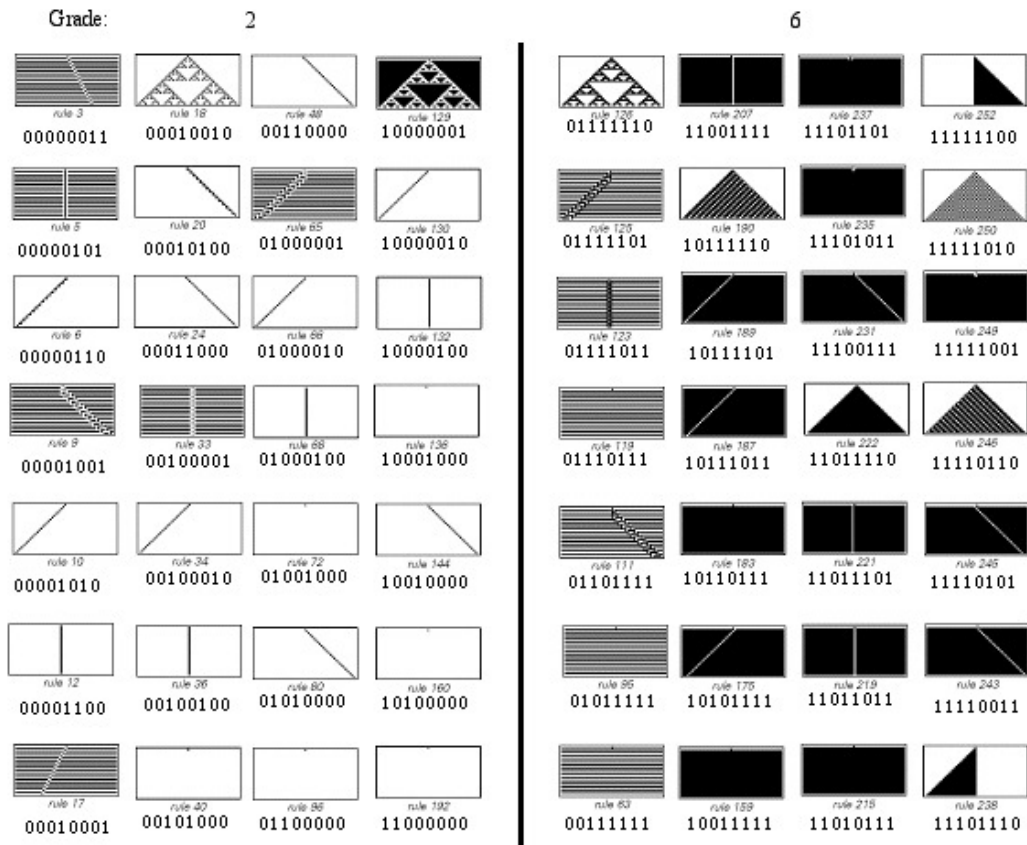 Grade: 2 6
rule 3 rule 18 rule 48 rule 129 rule 126 rule 207 rule 237 rule 252
00000011 00010010 00110000 10000001 01111110 11001111 11101101 11111100
rule 5 rule 20 rule 65 rule 130 rule 125 rule 190 rule 235 rule 250
00000101 00010100 01000001 10000010 01111101 10111110 11101011 11111010
rule 6 rule 24 rule 66 rule 132 rule 123 rule 189 rule 231 rule 249
00000110 00011000 01000010 10000100 01111011 10111101 11100111 11111001
rule 9 rule 33 rule 68 rule 136 rule 119 rule 187 rule 222 rule 246
00001001 00100001 01000100 10001000 01110111 10111011 11011110 11110110
rule 10 rule 34 rule 72 rule 144 rule 111 rule 183 rule 221 rule 245
00001010 00100010 01001000 10010000 01101111 10110111 11011101 11110101
rule 12 rule 36 rule 80 rule 160 rule 95 rule 175 rule 219 rule 243
00001100 00100100 01010000 10100000 01011111 10101111 11011011 11110011
rule 17 rule 40 rule 96 rule 192 rule 63 rule 159 rule 215 rule 238
00010001 00101000 01100000 11000000 00111111 10011111 11010111 11101110